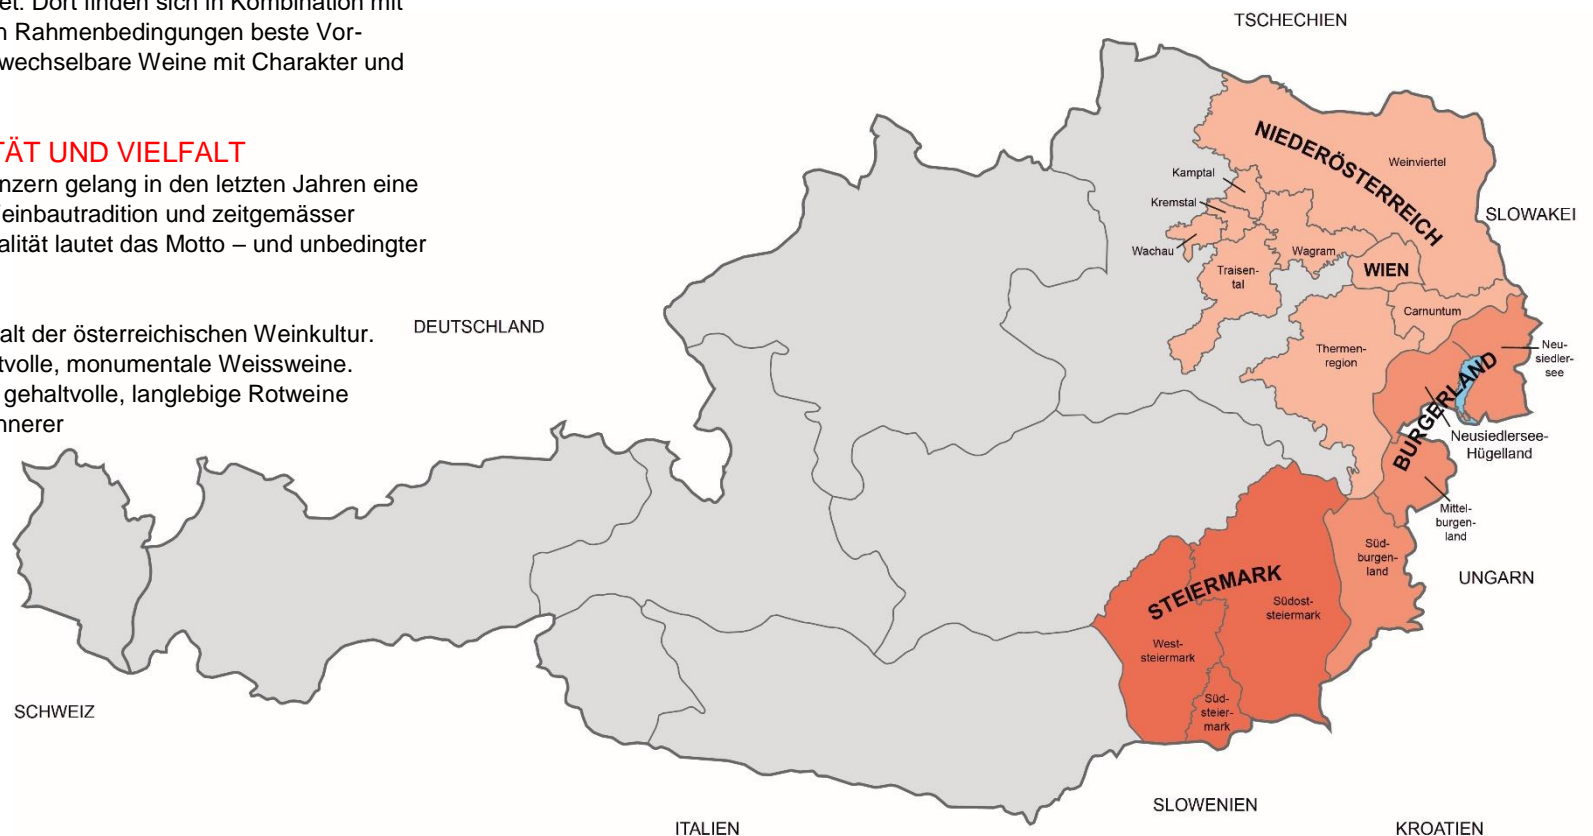 et. Dort finden sich in Kombination mit
n Rahmenbedingungen beste Vor-
wechselbare Weine mit Charakter und
TÄT UND VIELFALT
nzern gelang in den letzten Jahren eine
einbautradition und zeitgemässer
alität lautet das Motto – und unbedingter
alt der österreichischen Weinkultur.
tvolle, monumentale Weissweine.
gehaltvolle, langlebige Rotweine
nnerer
TSCHECHIEN
NIEDERÖSTERREICH
Weinviertel
Kamptal
Kremstal
SLOWAKEI
Wachau
Wagram
WIEN
Traisen-
tal
Carnuntum
DEUTSCHLAND
Thermen-
region
Neu-
siedler-
see
BURGERLAND
Neusiedlersee-
Hügelland
Mittel-
burgen-
land
Süd-
burgen-
land
UNGARN
STEIERMARK
Südost-
steiermark
West-
steiermark
Süd-
steier-
mark
SCHWEIZ
SLOWENIEN
ITALIEN
KROATIEN